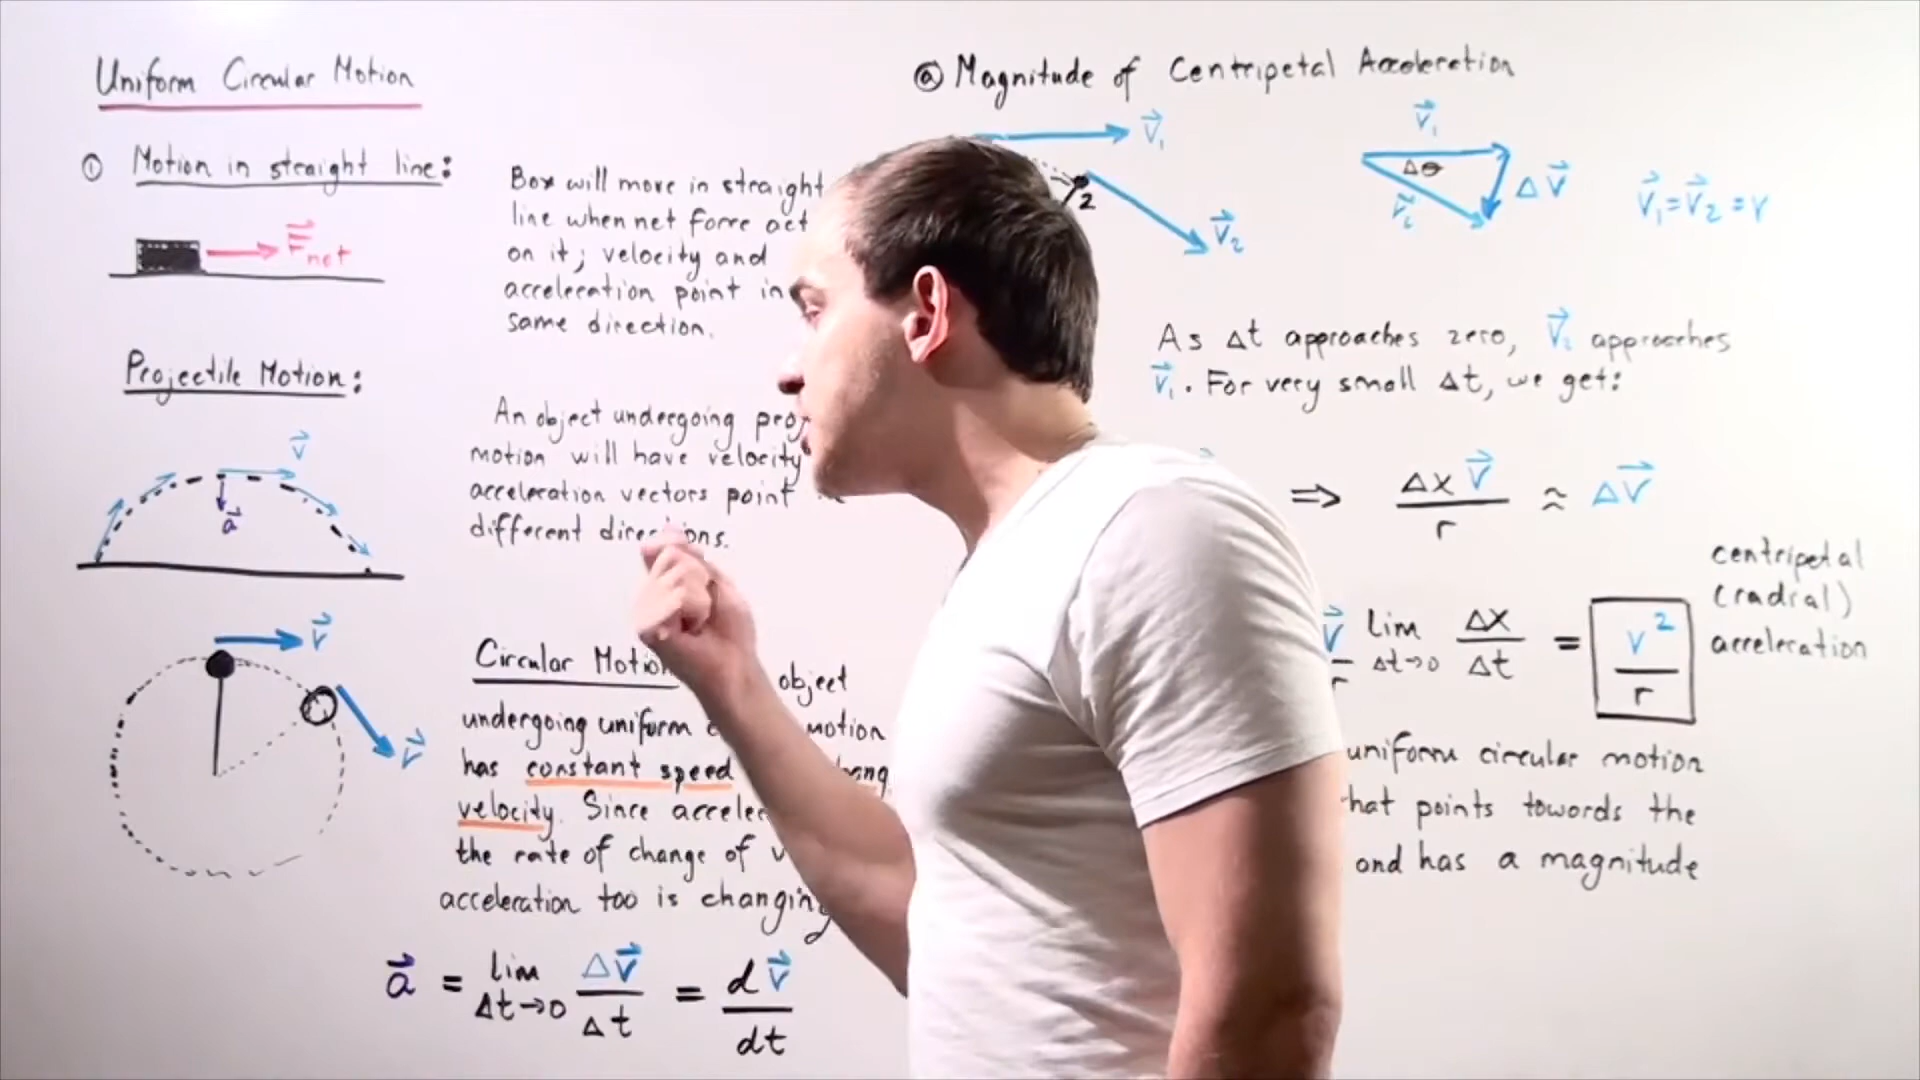 Uniform Circular Motion
① Motion in straight line:
F⃗net
Box will move in straight
line when net force act
on it; velocity and
acceleration point in
same direction.
Projectile Motion:
v⃗
a⃗
An object undergoing
motion will have velocity
acceleration vectors point
different directions.
v⃗
v⃗
Circular Motion
object
undergoing uniform motion
has constant speed
velocity. Since
the rate of change of
acceleration too is changing
a⃗ = lim Δt→0 Δv⃗/Δt = dv⃗/dt
ⓐ Magnitude of Centripetal Acceleration
v⃗1
2
v⃗2
v⃗1
Δθ
v⃗2
Δv⃗
v⃗1=v⃗2=v
As Δt approaches zero, v⃗2 approaches
v⃗1. For very small Δt, we get:
⇒ Δx v⃗/r ≈ Δv⃗
v⃗/r lim Δt→0 Δx/Δt = v²/r
centripetal
(radial)
acceleration
uniform circular motion
points towards the
and has a magnitude